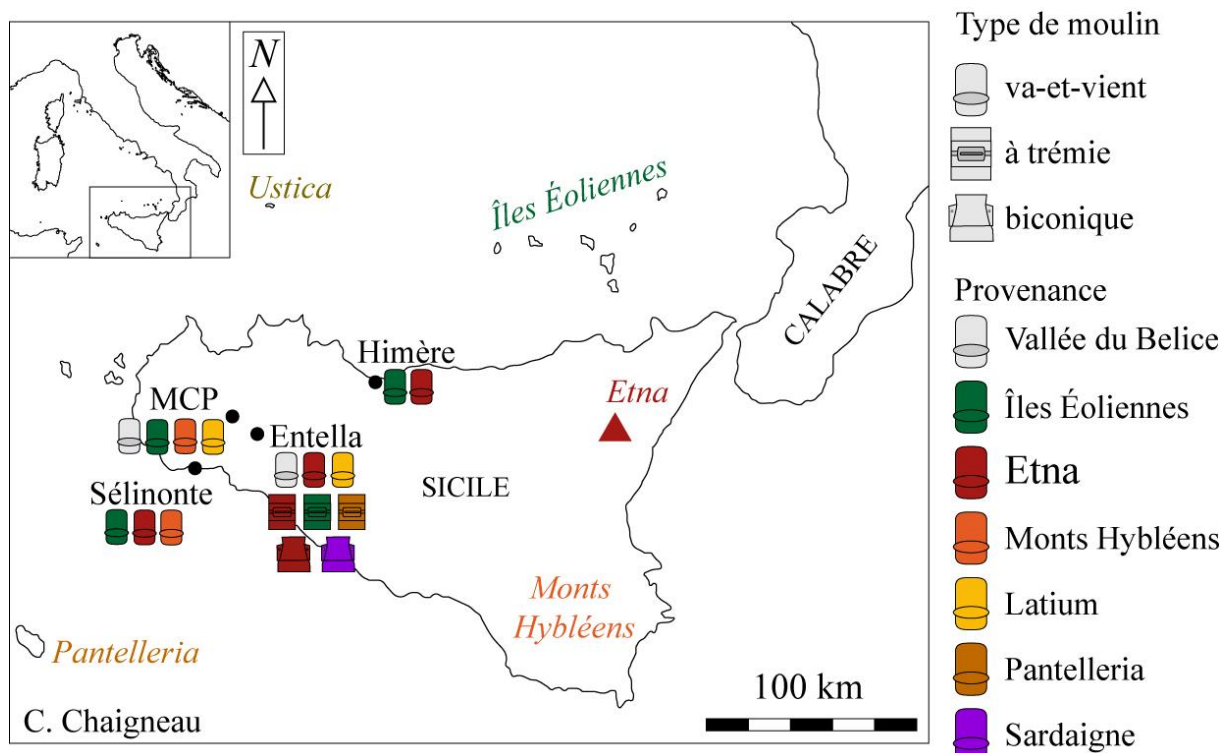 N
Ustica
Îles Éoliennes
CALABRE
Himère
MCP
Etna
Entella
SICILE
Sélinonte
Monts
Hybléens
Pantelleria
100 km
C. Chaigneau
Type de moulin
va-et-vient
à trémie
biconique
Provenance
Vallée du Belice
Îles Éoliennes
Etna
Monts Hybléens
Latium
Pantelleria
Sardaigne